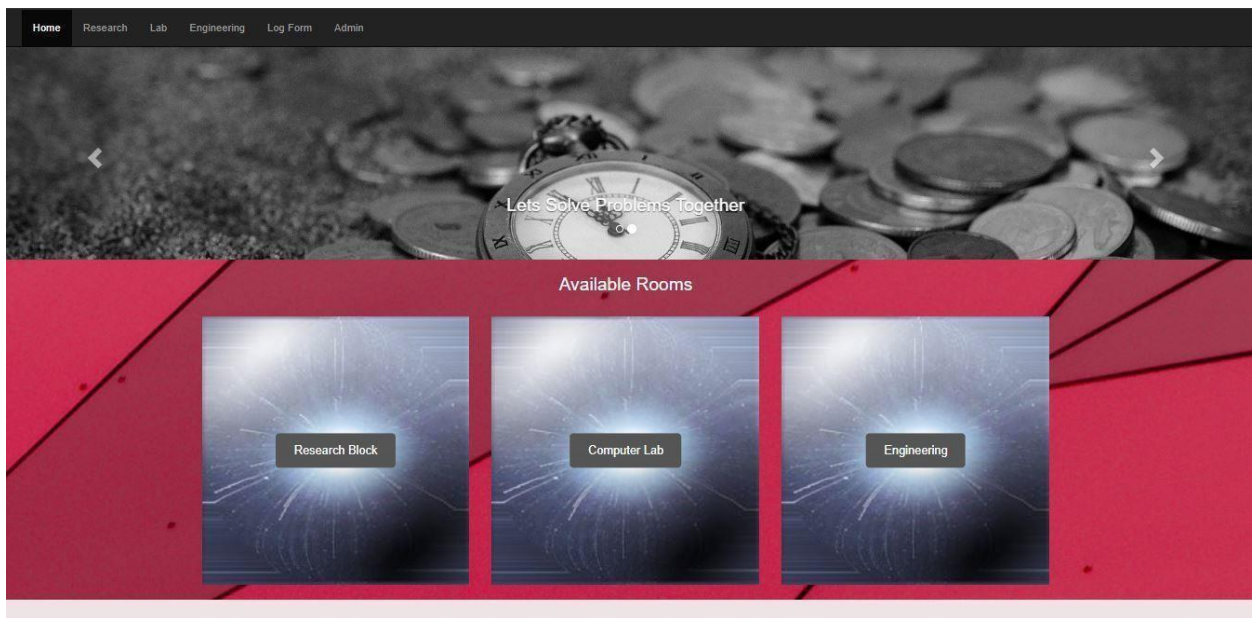 Home Research Lab Engineering Log Form Admin
Lets Solve Problems Together
Available Rooms
Research Block Computer Lab Engineering